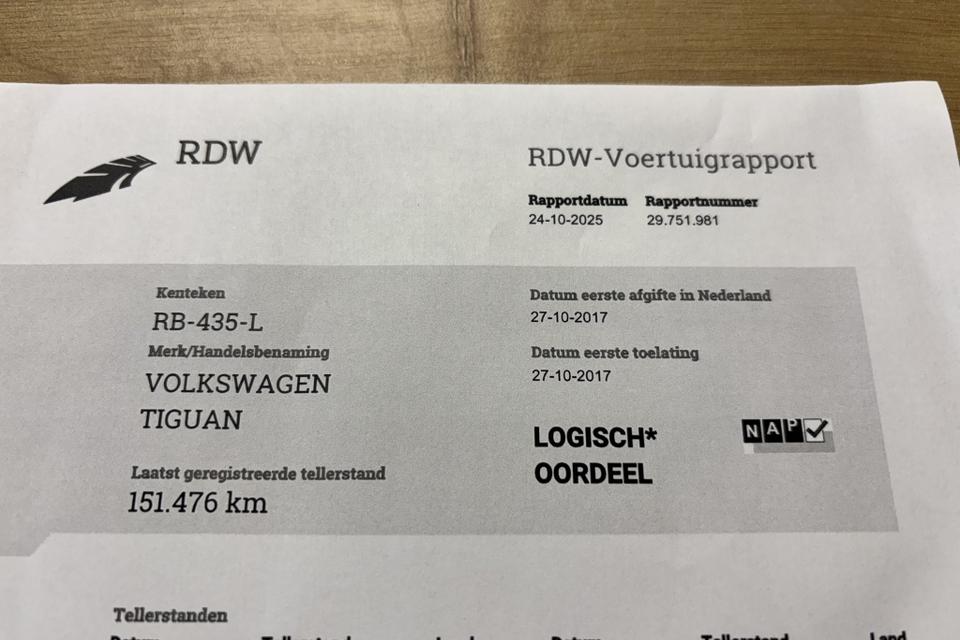 RDW
RDW-Voertuigrapport
Rapportdatum Rapportnummer
24-10-2025 29.751.981
Kenteken
RB-435-L
Merk/Handelsbenaming
VOLKSWAGEN
TIGUAN
Laatst geregistreerde tellerstand
151.476 km
Datum eerste afgifte in Nederland
27-10-2017
Datum eerste toelating
27-10-2017
LOGISCH*
OORDEEL
NAP
Tellerstanden